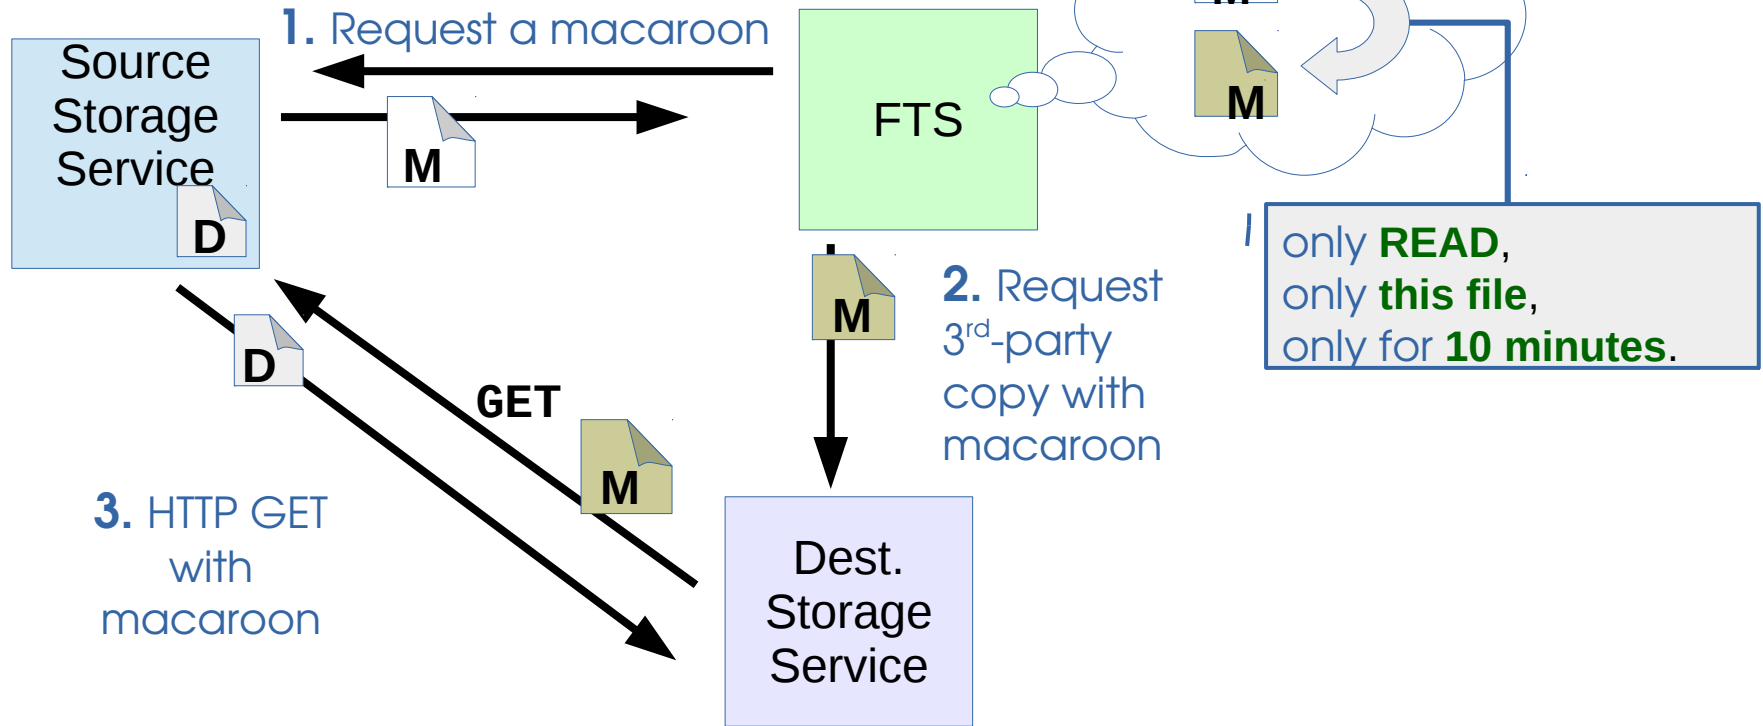 1. Request a macaroon
Source
Storage
Service
D
M
FTS
M
M
only READ,
only this file,
only for 10 minutes.
M
2. Request
3rd-party
copy with
macaroon
D
GET
M
3. HTTP GET
with
macaroon
Dest.
Storage
Service